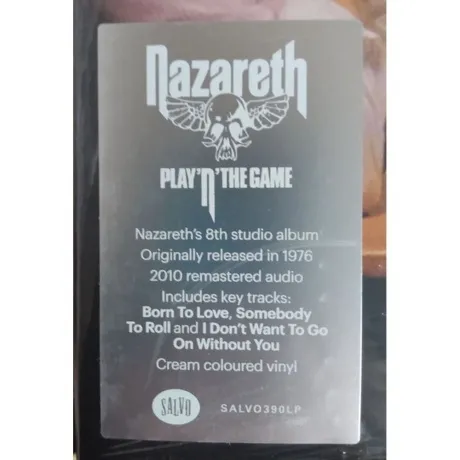 Nazareth
PLAY'N'THE GAME
Nazareth's 8th studio album
Originally released in 1976
2010 remastered audio
Includes key tracks:
Born To Love, Somebody
To Roll and I Don't Want To Go
On Without You
Cream coloured vinyl
SALVO
SALVO390LP